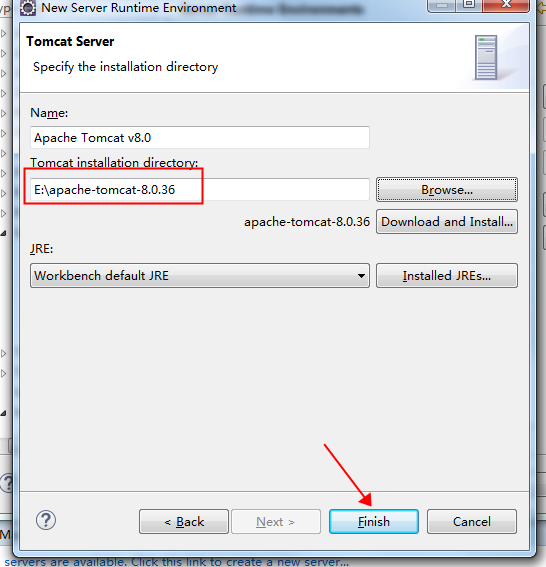 New Server Runtime Environment
Tomcat Server
Specify the installation directory
Name:
Apache Tomcat v8.0
Tomcat installation directory:
E:\apache-tomcat-8.0.36
Browse...
apache-tomcat-8.0.36
Download and Install...
JRE:
Workbench default JRE
Installed JREs...
< Back
Next >
Finish
Cancel
servers are available. Click this link to create a new server...